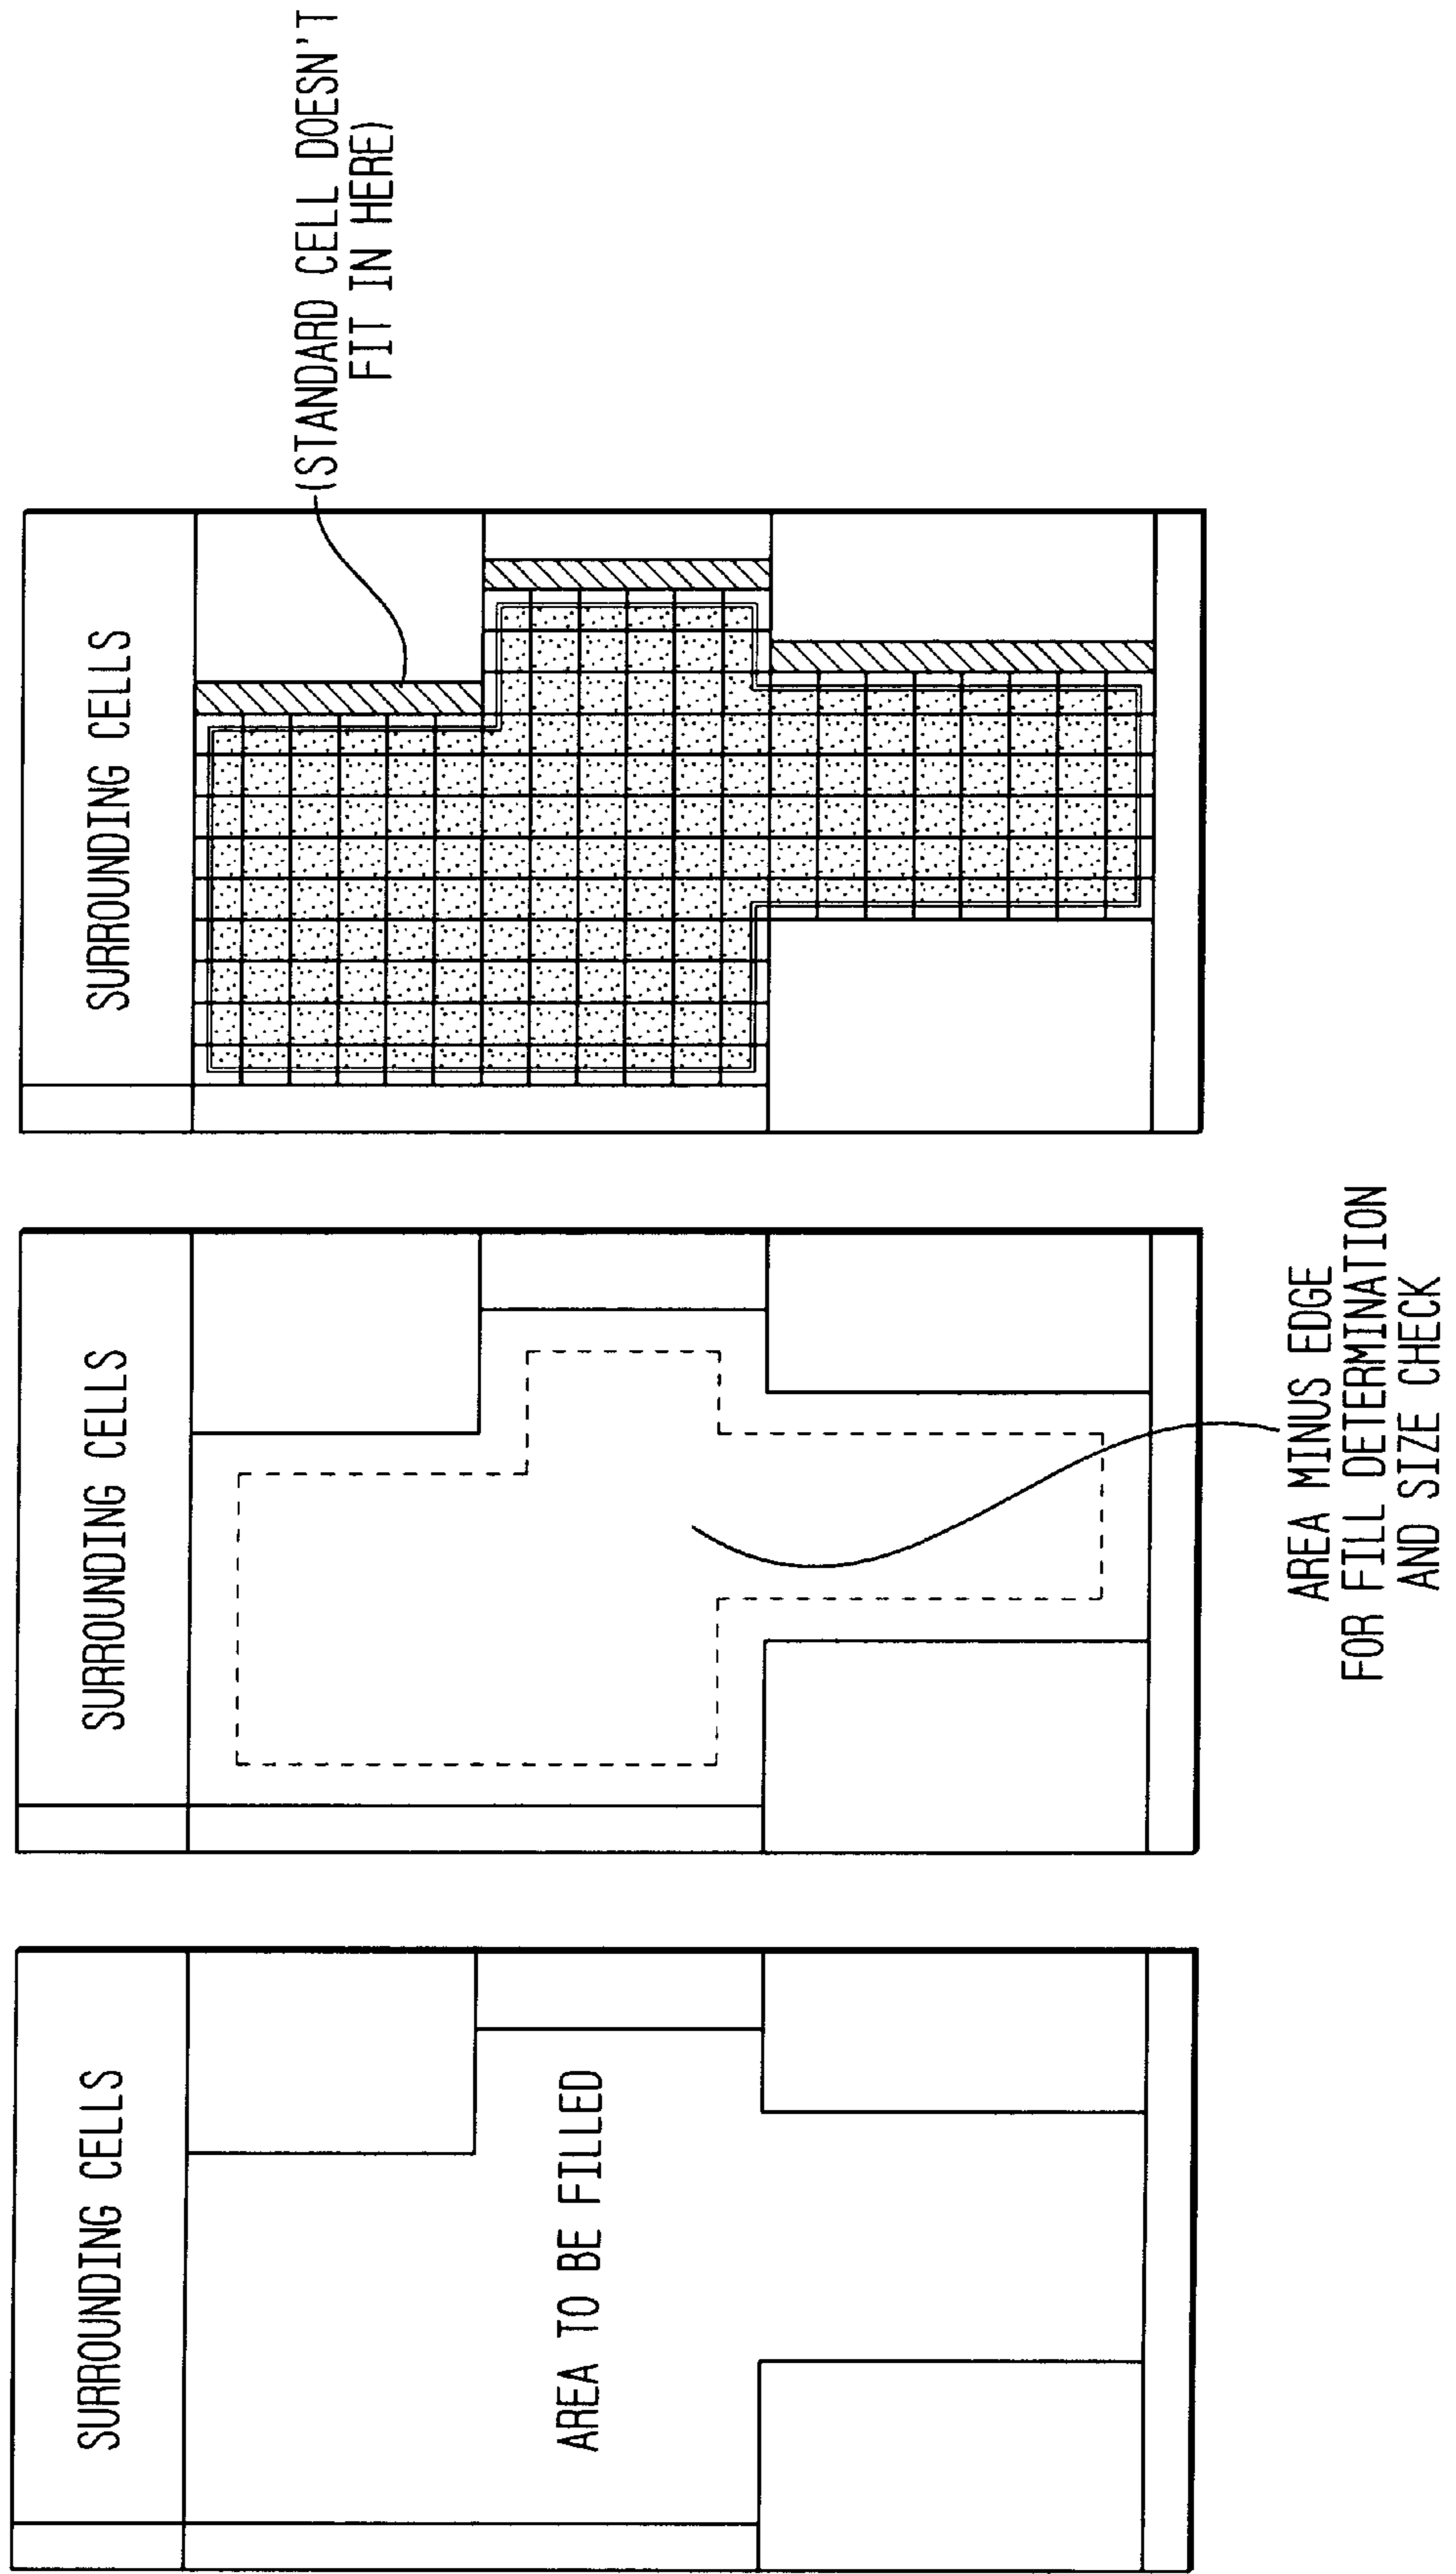 SURROUNDING CELLS
AREA TO BE FILLED
SURROUNDING CELLS
AREA MINUS EDGE
FOR FILL DETERMINATION
AND SIZE CHECK
SURROUNDING CELLS
(STANDARD CELL DOESN'T
FIT IN HERE)